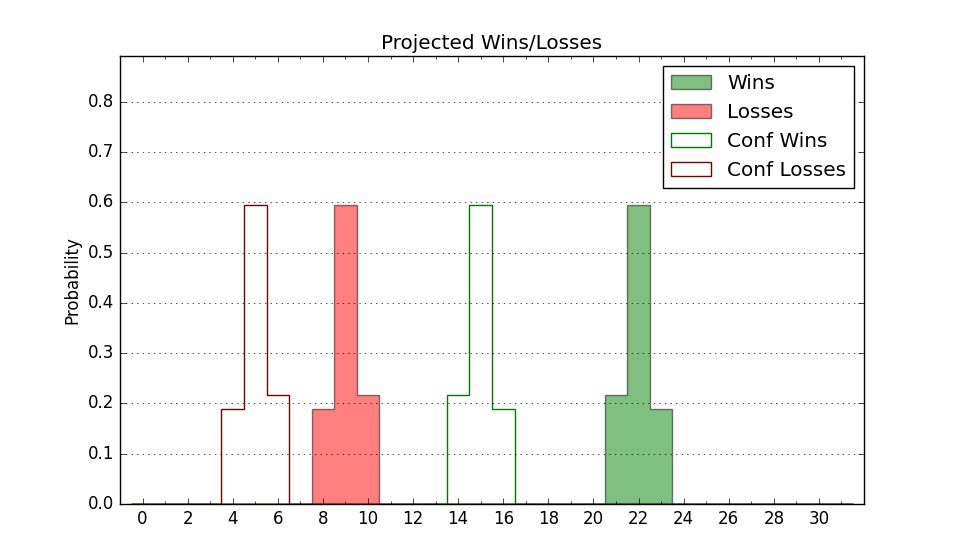 Projected Wins/Losses
Wins
Losses
Conf Wins
Conf Losses
Probability
0.8
0.7
0.6
0.5
0.4
0.3
0.2
0.1
0.0
0 2 4 6 8 10 12 14 16 18 20 22 24 26 28 30